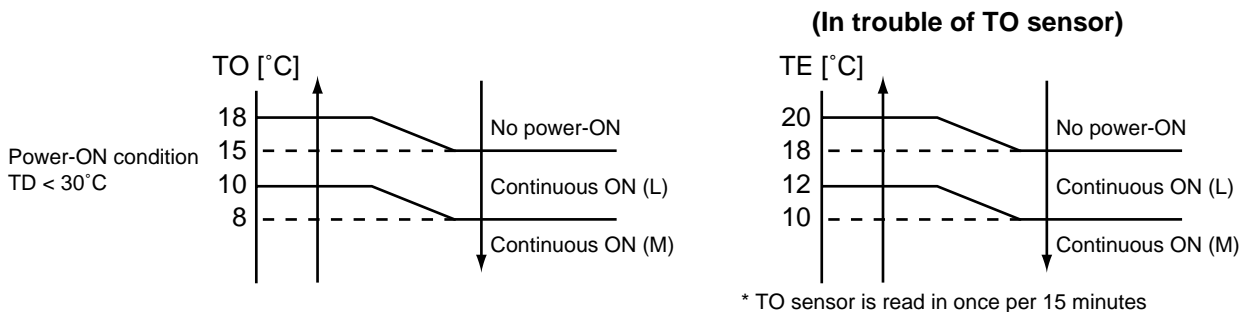 (In trouble of TO sensor)
Power-ON condition
TD < 30˚C
TO [˚C]
18
15
10
8
No power-ON
Continuous ON (L)
Continuous ON (M)
TE [˚C]
20
18
12
10
No power-ON
Continuous ON (L)
Continuous ON (M)
* TO sensor is read in once per 15 minutes